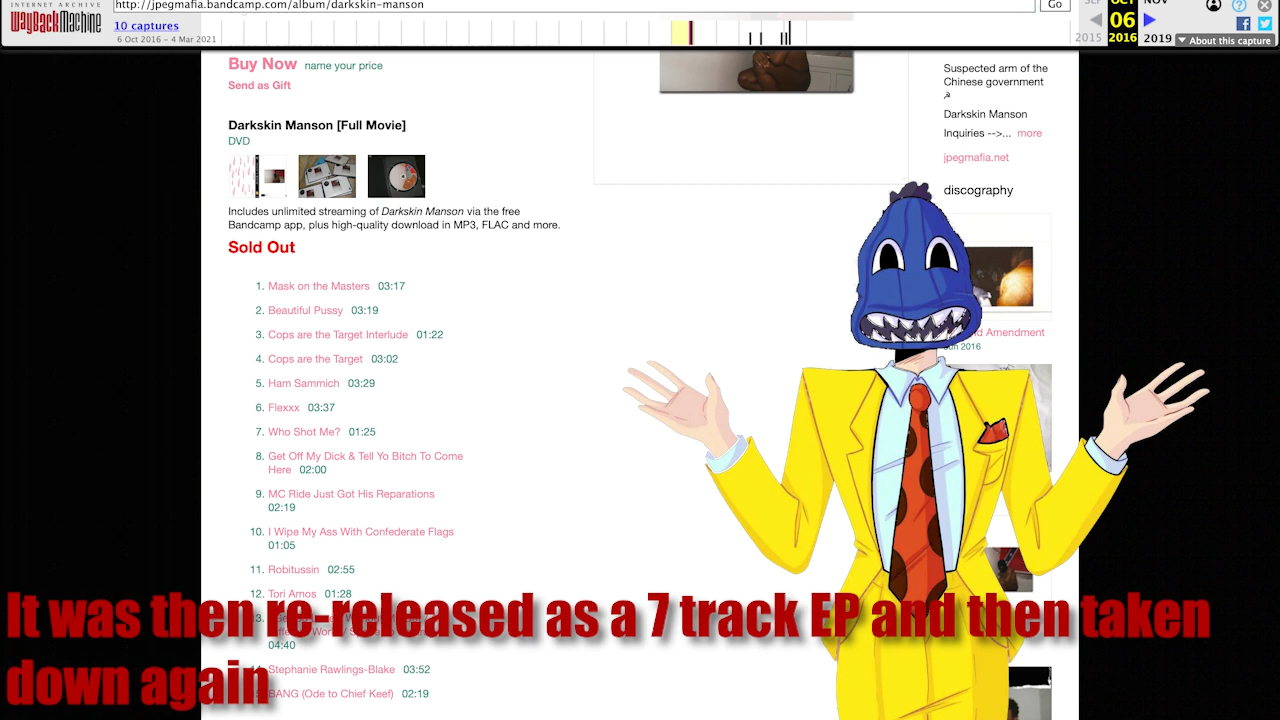 INTERNET ARCHIVE
WayBackMachine
http://jpegmafia.bandcamp.com/album/darkskin-manson
Go
SEP OCT NOV
10 captures
6 Oct 2016 – 4 Mar 2021
06
2015 2016 2019
About this capture
Buy Now name your price
Send as Gift
Darkskin Manson [Full Movie]
DVD
Includes unlimited streaming of Darkskin Manson via the free
Bandcamp app, plus high-quality download in MP3, FLAC and more.
Sold Out
1. Mask on the Masters 03:17
2. Beautiful Pussy 03:19
3. Cops are the Target Interlude 01:22
4. Cops are the Target 03:02
5. Ham Sammich 03:29
6. Flexxx 03:37
7. Who Shot Me? 01:25
8. Get Off My Dick & Tell Yo Bitch To Come
Here 02:00
9. MC Ride Just Got His Reparations
02:19
10. I Wipe My Ass With Confederate Flags
01:05
11. Robitussin 02:55
12. Tori Amos 01:28
04:40
Stephanie Rawlings-Blake 03:52
BANG (Ode to Chief Keef) 02:19
Suspected arm of the
Chinese government
☭
Darkskin Manson
Inquiries -->... more
jpegmafia.net
discography
Amendment
2016
It was then re-released as a 7 track EP and then taken
down again